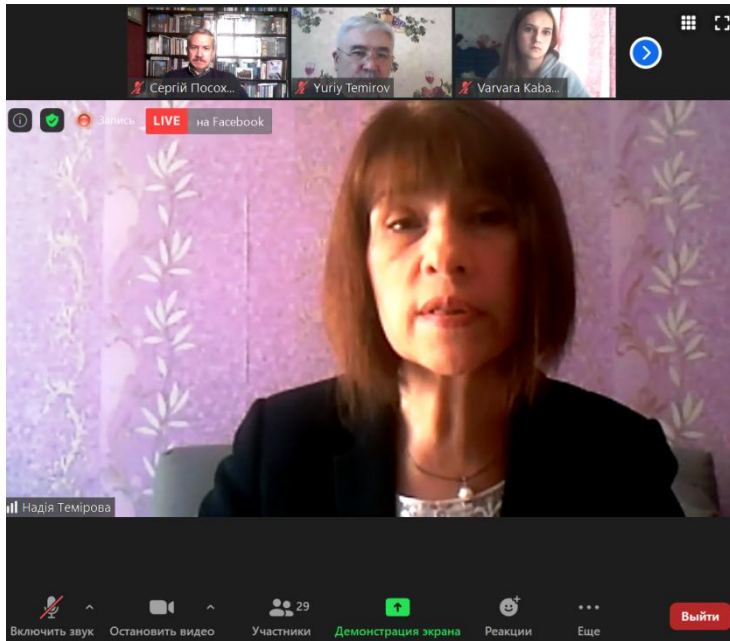 Сергій Посох...
Yuriy Temirov
Varvara Kaba...
Запись
LIVE на Facebook
Надія Темірова
29
Включить звук
Остановить видео
Участники
Демонстрация экрана
Реакции
Еще
Выйти